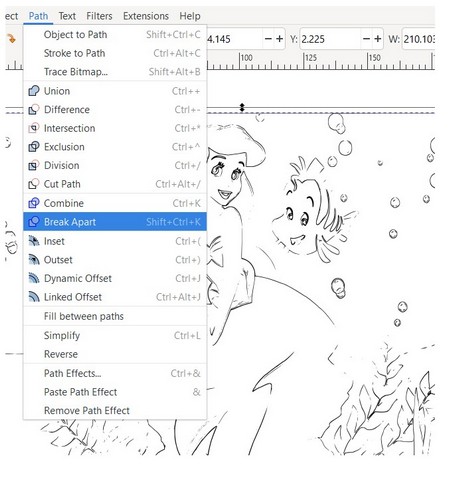 Path Text Filters Extensions Help
4.145 Y: 2.225 W: 210.103
100 125 150
Object to Path Shift+Ctrl+C
Stroke to Path Ctrl+Alt+C
Trace Bitmap... Shift+Alt+B
Union Ctrl++
Difference Ctrl+-
Intersection Ctrl+*
Exclusion Ctrl+^
Division Ctrl+/
Cut Path Ctrl+Alt+/
Combine Ctrl+K
Break Apart Shift+Ctrl+K
Inset Ctrl+(
Outset Ctrl+)
Dynamic Offset Ctrl+J
Linked Offset Ctrl+Alt+J
Fill between paths
Simplify Ctrl+L
Reverse
Path Effects... Ctrl+&
Paste Path Effect &
Remove Path Effect